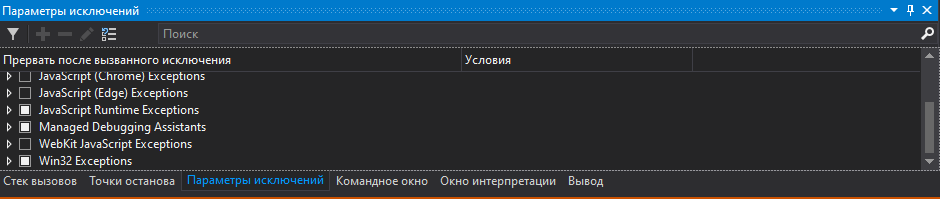 Параметры исключений
Поиск
Прервать после вызванного исключения Условия
JavaScript (Chrome) Exceptions
JavaScript (Edge) Exceptions
JavaScript Runtime Exceptions
Managed Debugging Assistants
WebKit JavaScript Exceptions
Win32 Exceptions
Стек вызовов Точки останова Параметры исключений Командное окно Окно интерпретации Вывод